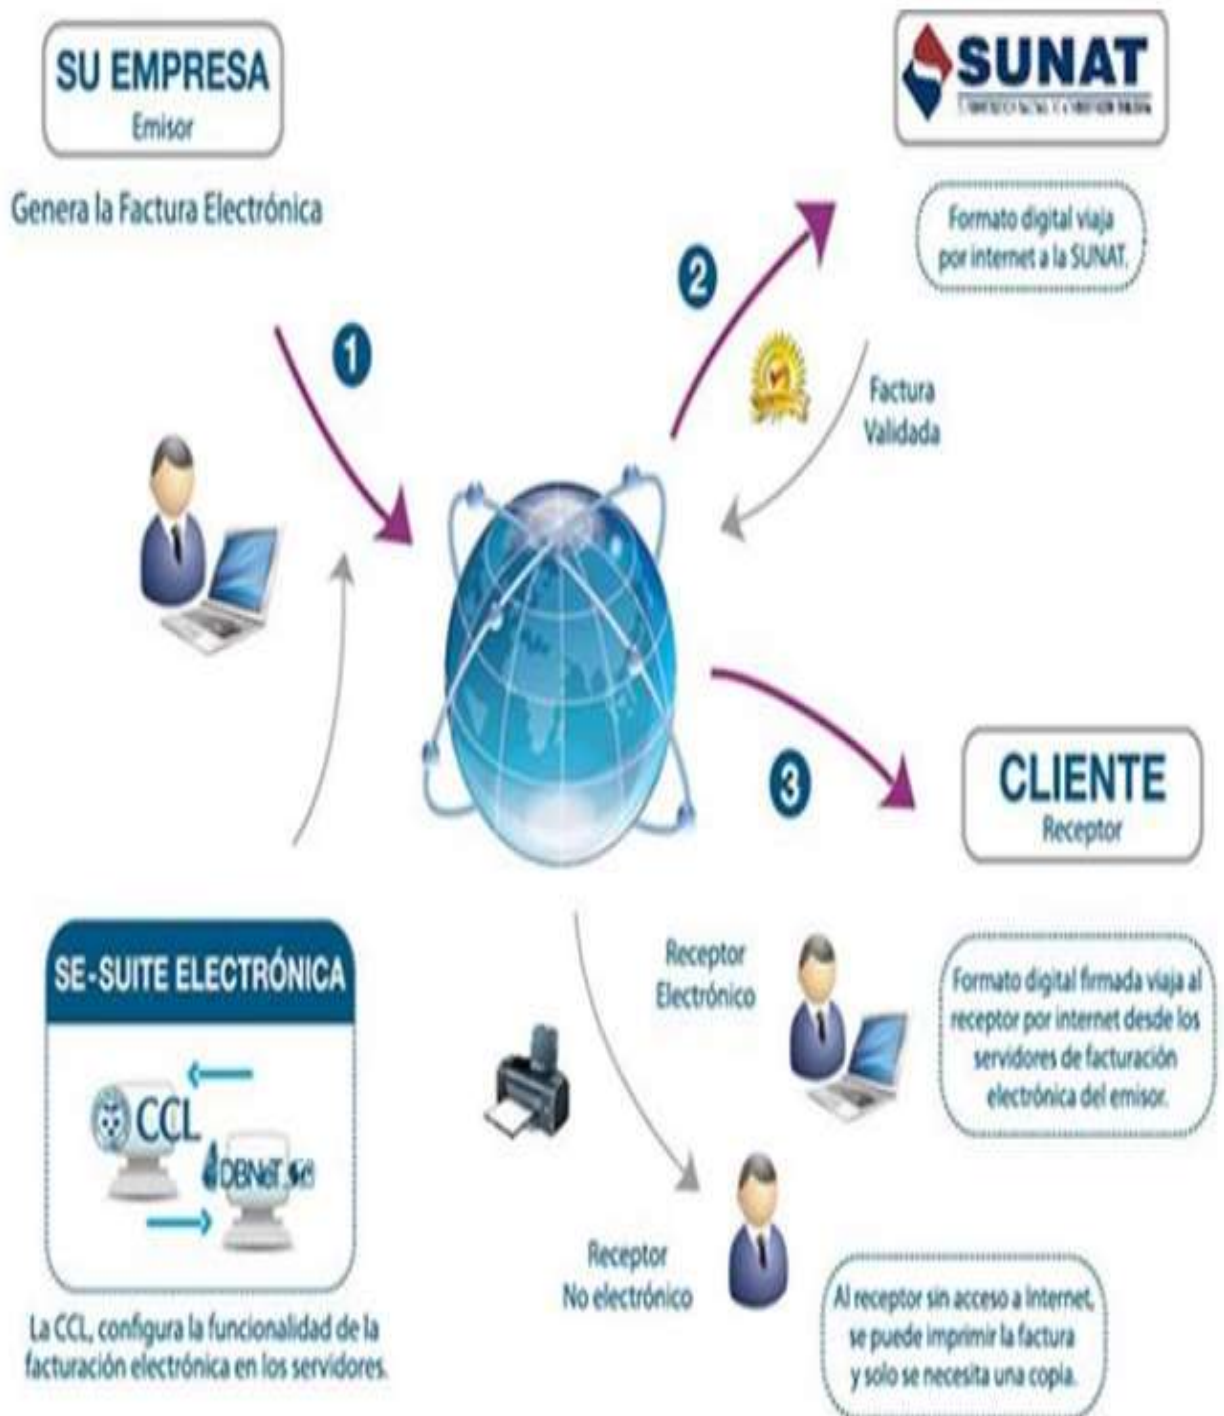 SU EMPRESA
Emisor
Genera la Factura Electrónica
1
2
SUNAT
Formato digital viaja
por internet a la SUNAT.
Factura
Validada
3
CLIENTE
Receptor
Receptor
Electrónico
Formato digital firmada viaja al
receptor por internet desde los
servidores de facturación
electrónica del emisor.
SE-SUITE ELECTRÓNICA
CCL
DBNeT
La CCL, configura la funcionalidad de la
facturación electrónica en los servidores.
Receptor
No electrónico
Al receptor sin acceso a Internet,
se puede imprimir la factura
y solo se necesita una copia.